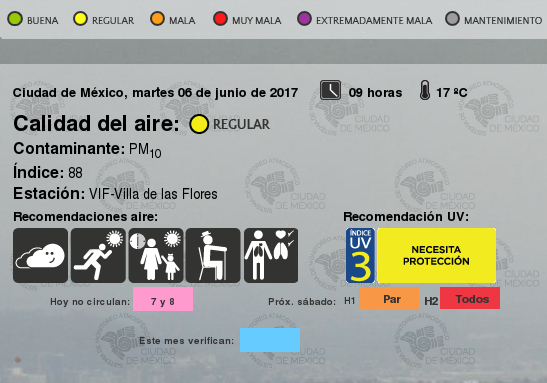 BUENA REGULAR MALA MUY MALA EXTREMADAMENTE MALA MANTENIMIENTO
Ciudad de México, martes 06 de junio de 2017 09 horas 17 ºC
Calidad del aire: REGULAR
Contaminante: PM10
Índice: 88
Estación: VIF-Villa de las Flores
Recomendaciones aire: Recomendación UV:
ÍNDICE
UV
3
NECESITA
PROTECCIÓN
Hoy no circulan: 7 y 8 Próx. sábado: H1 Par H2 Todos
Este mes verifican: